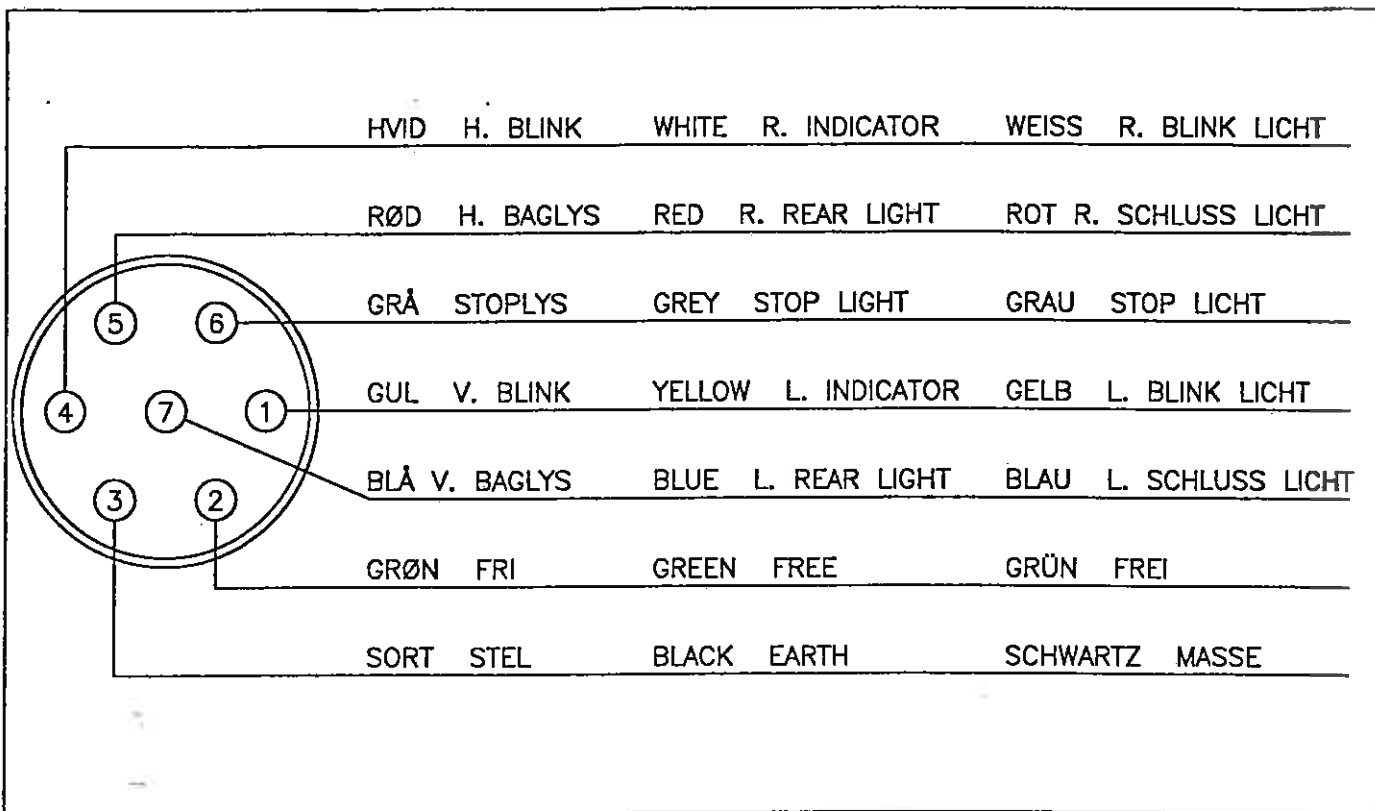 HVID H. BLINK WHITE R. INDICATOR WEISS R. BLINK LICHT
RØD H. BAGLYS RED R. REAR LIGHT ROT R. SCHLUSS LICHT
5 6 GRÅ STOPLYS GREY STOP LIGHT GRAU STOP LICHT
4 7 1 GUL V. BLINK YELLOW L. INDICATOR GELB L. BLINK LICHT
3 2 BLÅ V. BAGLYS BLUE L. REAR LIGHT BLAU L. SCHLUSS LICHT
GRØN FRI GREEN FREE GRÜN FREI
SORT STEL BLACK EARTH SCHWARTZ MASSE